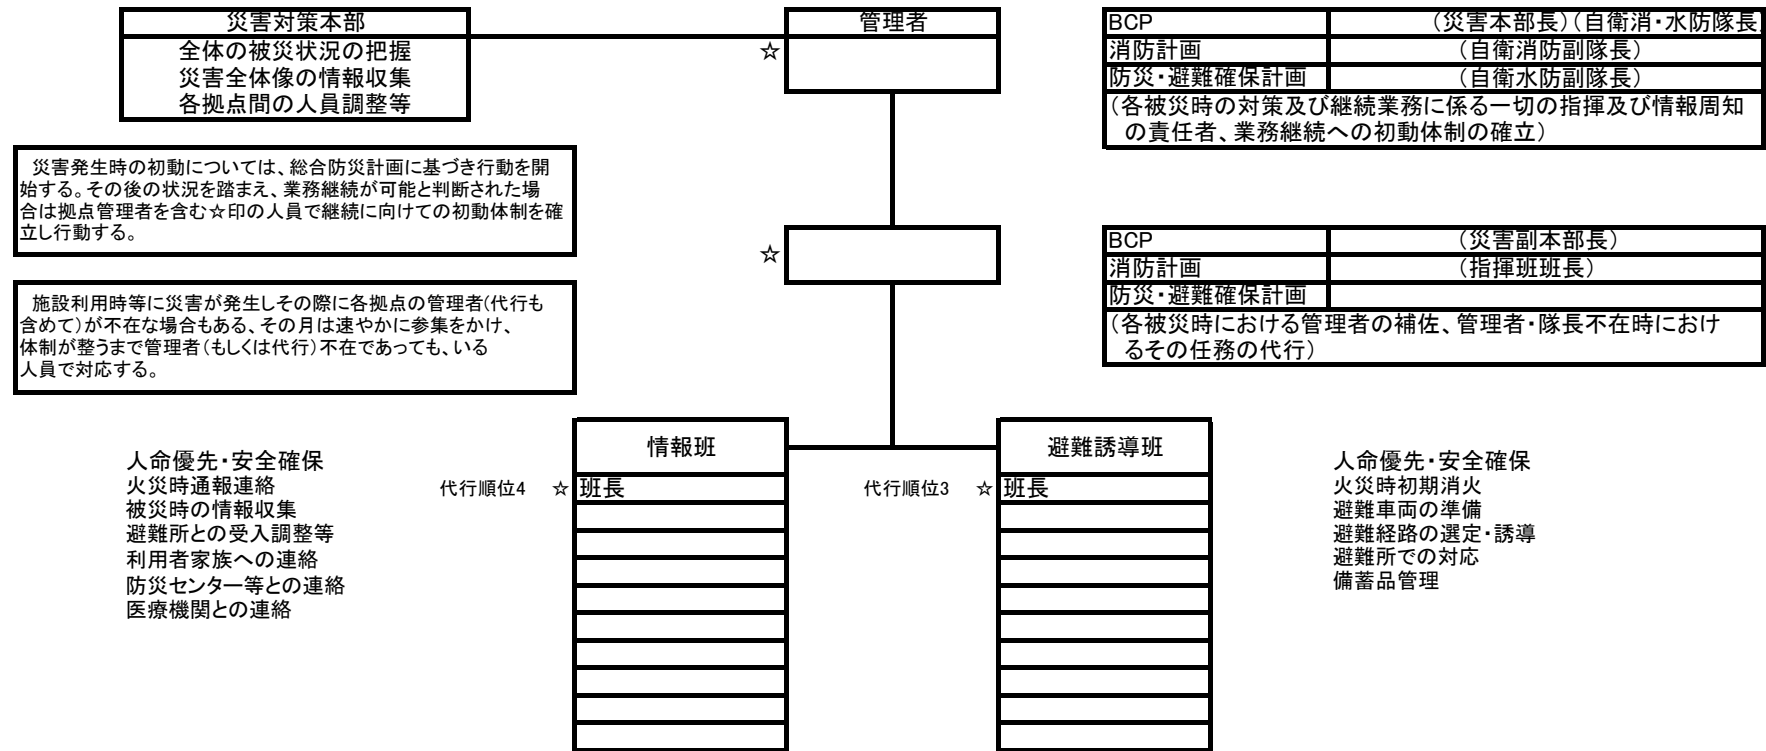 災害対策本部
全体の被災状況の把握
災害全体像の情報収集
各拠点間の人員調整等
管理者
☆
BCP (災害本部長)(自衛消・水防隊長
消防計画 (自衛消防副隊長)
防災・避難確保計画 (自衛水防副隊長)
(各被災時の対策及び継続業務に係る一切の指揮及び情報周知
の責任者、業務継続への初動体制の確立)
災害発生時の初動については、総合防災計画に基づき行動を開
始する。その後の状況を踏まえ、業務継続が可能と判断された場
合は拠点管理者を含む☆印の人員で継続に向けての初動体制を確
立し行動する。
☆
BCP (災害副本部長)
消防計画 (指揮班班長)
防災・避難確保計画
(各被災時における管理者の補佐、管理者・隊長不在時におけ
るその任務の代行)
施設利用時等に災害が発生しその際に各拠点の管理者(代行も
含めて)が不在な場合もある、その月は速やかに参集をかけ、
体制が整うまで管理者(もしくは代行)不在であっても、いる
人員で対応する。
人命優先・安全確保
火災時通報連絡
被災時の情報収集
避難所との受入調整等
利用者家族への連絡
防災センター等との連絡
医療機関との連絡
情報班
代行順位4 ☆ 班長
避難誘導班
代行順位3 ☆ 班長
人命優先・安全確保
火災時初期消火
避難車両の準備
避難経路の選定・誘導
避難所での対応
備蓄品管理